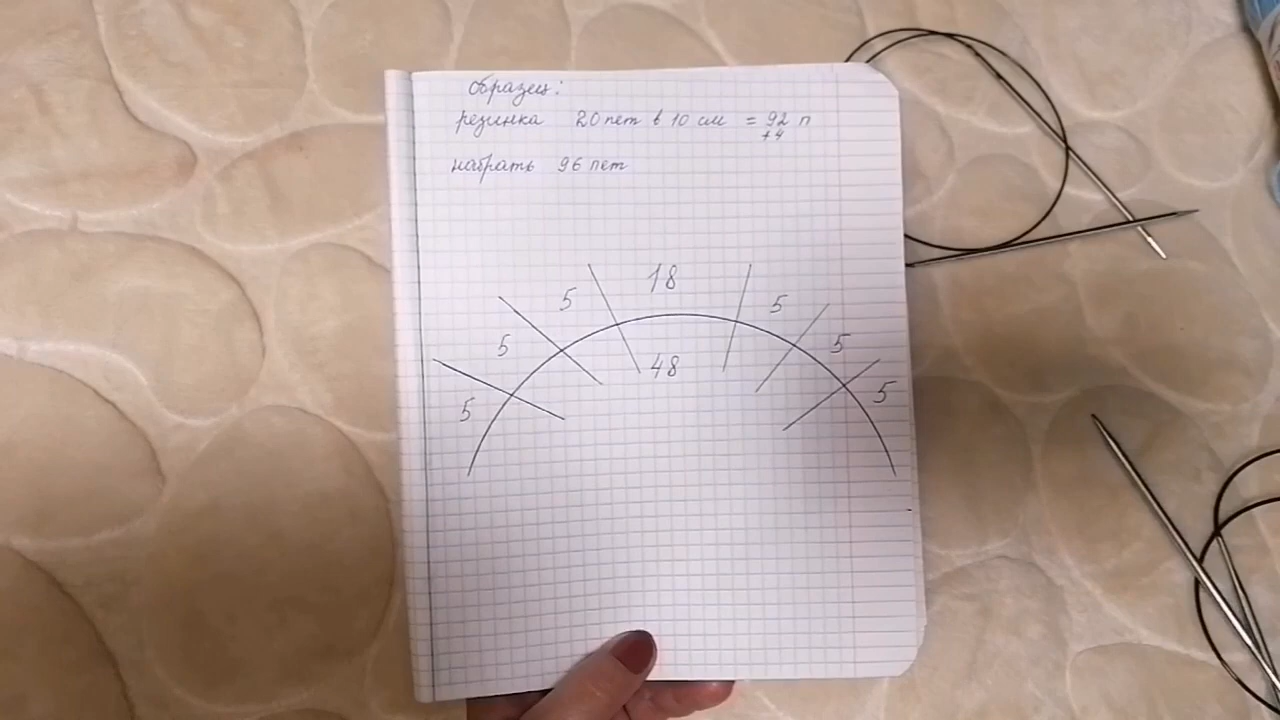 образец:
резинка 20 пет в 10 см = 92 п
+4
набрать 96 пет
18
5 5
5 48 5
5 5